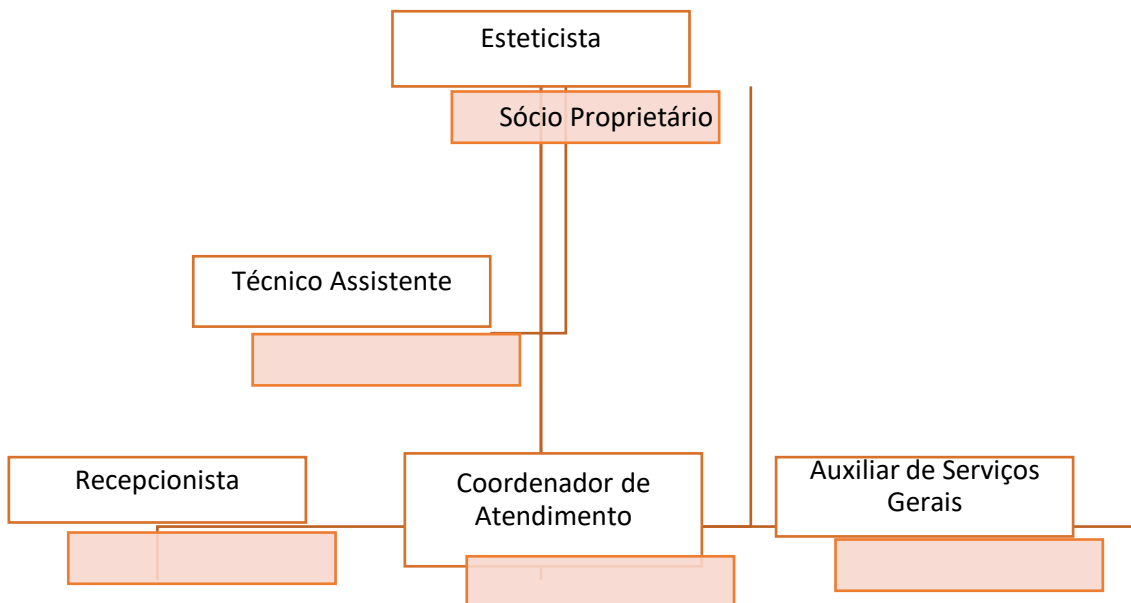 Esteticista
Sócio Proprietário
Técnico Assistente
Recepcionista
Coordenador de
Atendimento
Auxiliar de Serviços
Gerais